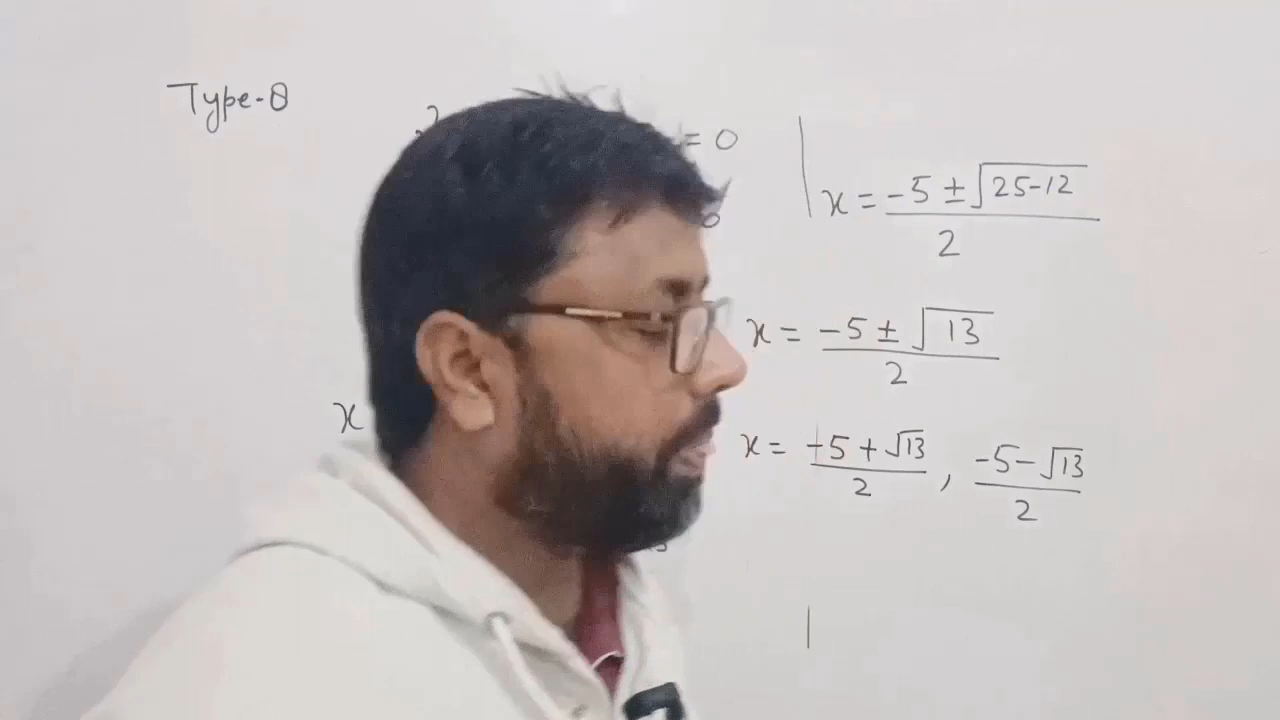 Type-8
= 0
x = (-5 ± √(25-12))/2
x = (-5 ± √13)/2
x
x = (-5 + √13)/2 , (-5 - √13)/2